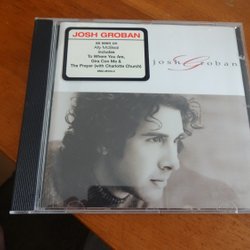 JOSH GROBAN
AS SEEN ON
Ally McBeal
Includes
To Where You Are,
Gira Con Me &
The Prayer (with Charlotte Church)
josh Groban